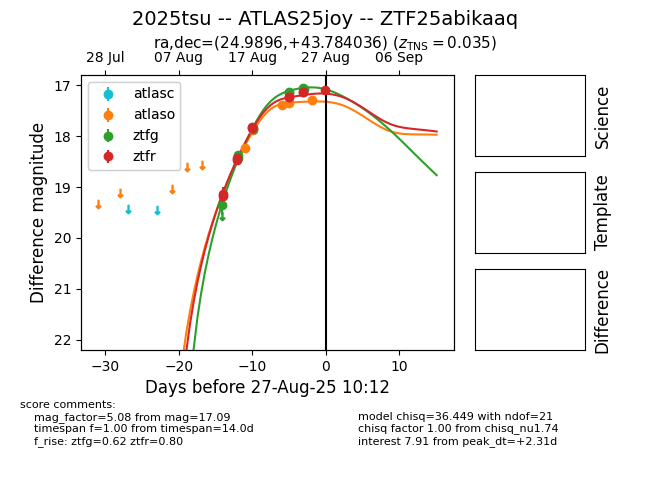 2025tsu -- ATLAS25joy -- ZTF25abikaaq
ra,dec=(24.9896,+43.784036) (z_TNS = 0.035)
28 Jul 07 Aug 17 Aug 27 Aug 06 Sep
atlasc
atlaso
ztfg
ztfr
17
18
19
20
21
22
Difference magnitude
−30 −20 −10 0 10
Days before 27-Aug-25 10:12
Science
Template
Difference
score comments:
mag_factor=5.08 from mag=17.09
timespan f=1.00 from timespan=14.0d
f_rise: ztfg=0.62 ztfr=0.80
model chisq=36.449 with ndof=21
chisq factor 1.00 from chisq_nu1.74
interest 7.91 from peak_dt=+2.31d